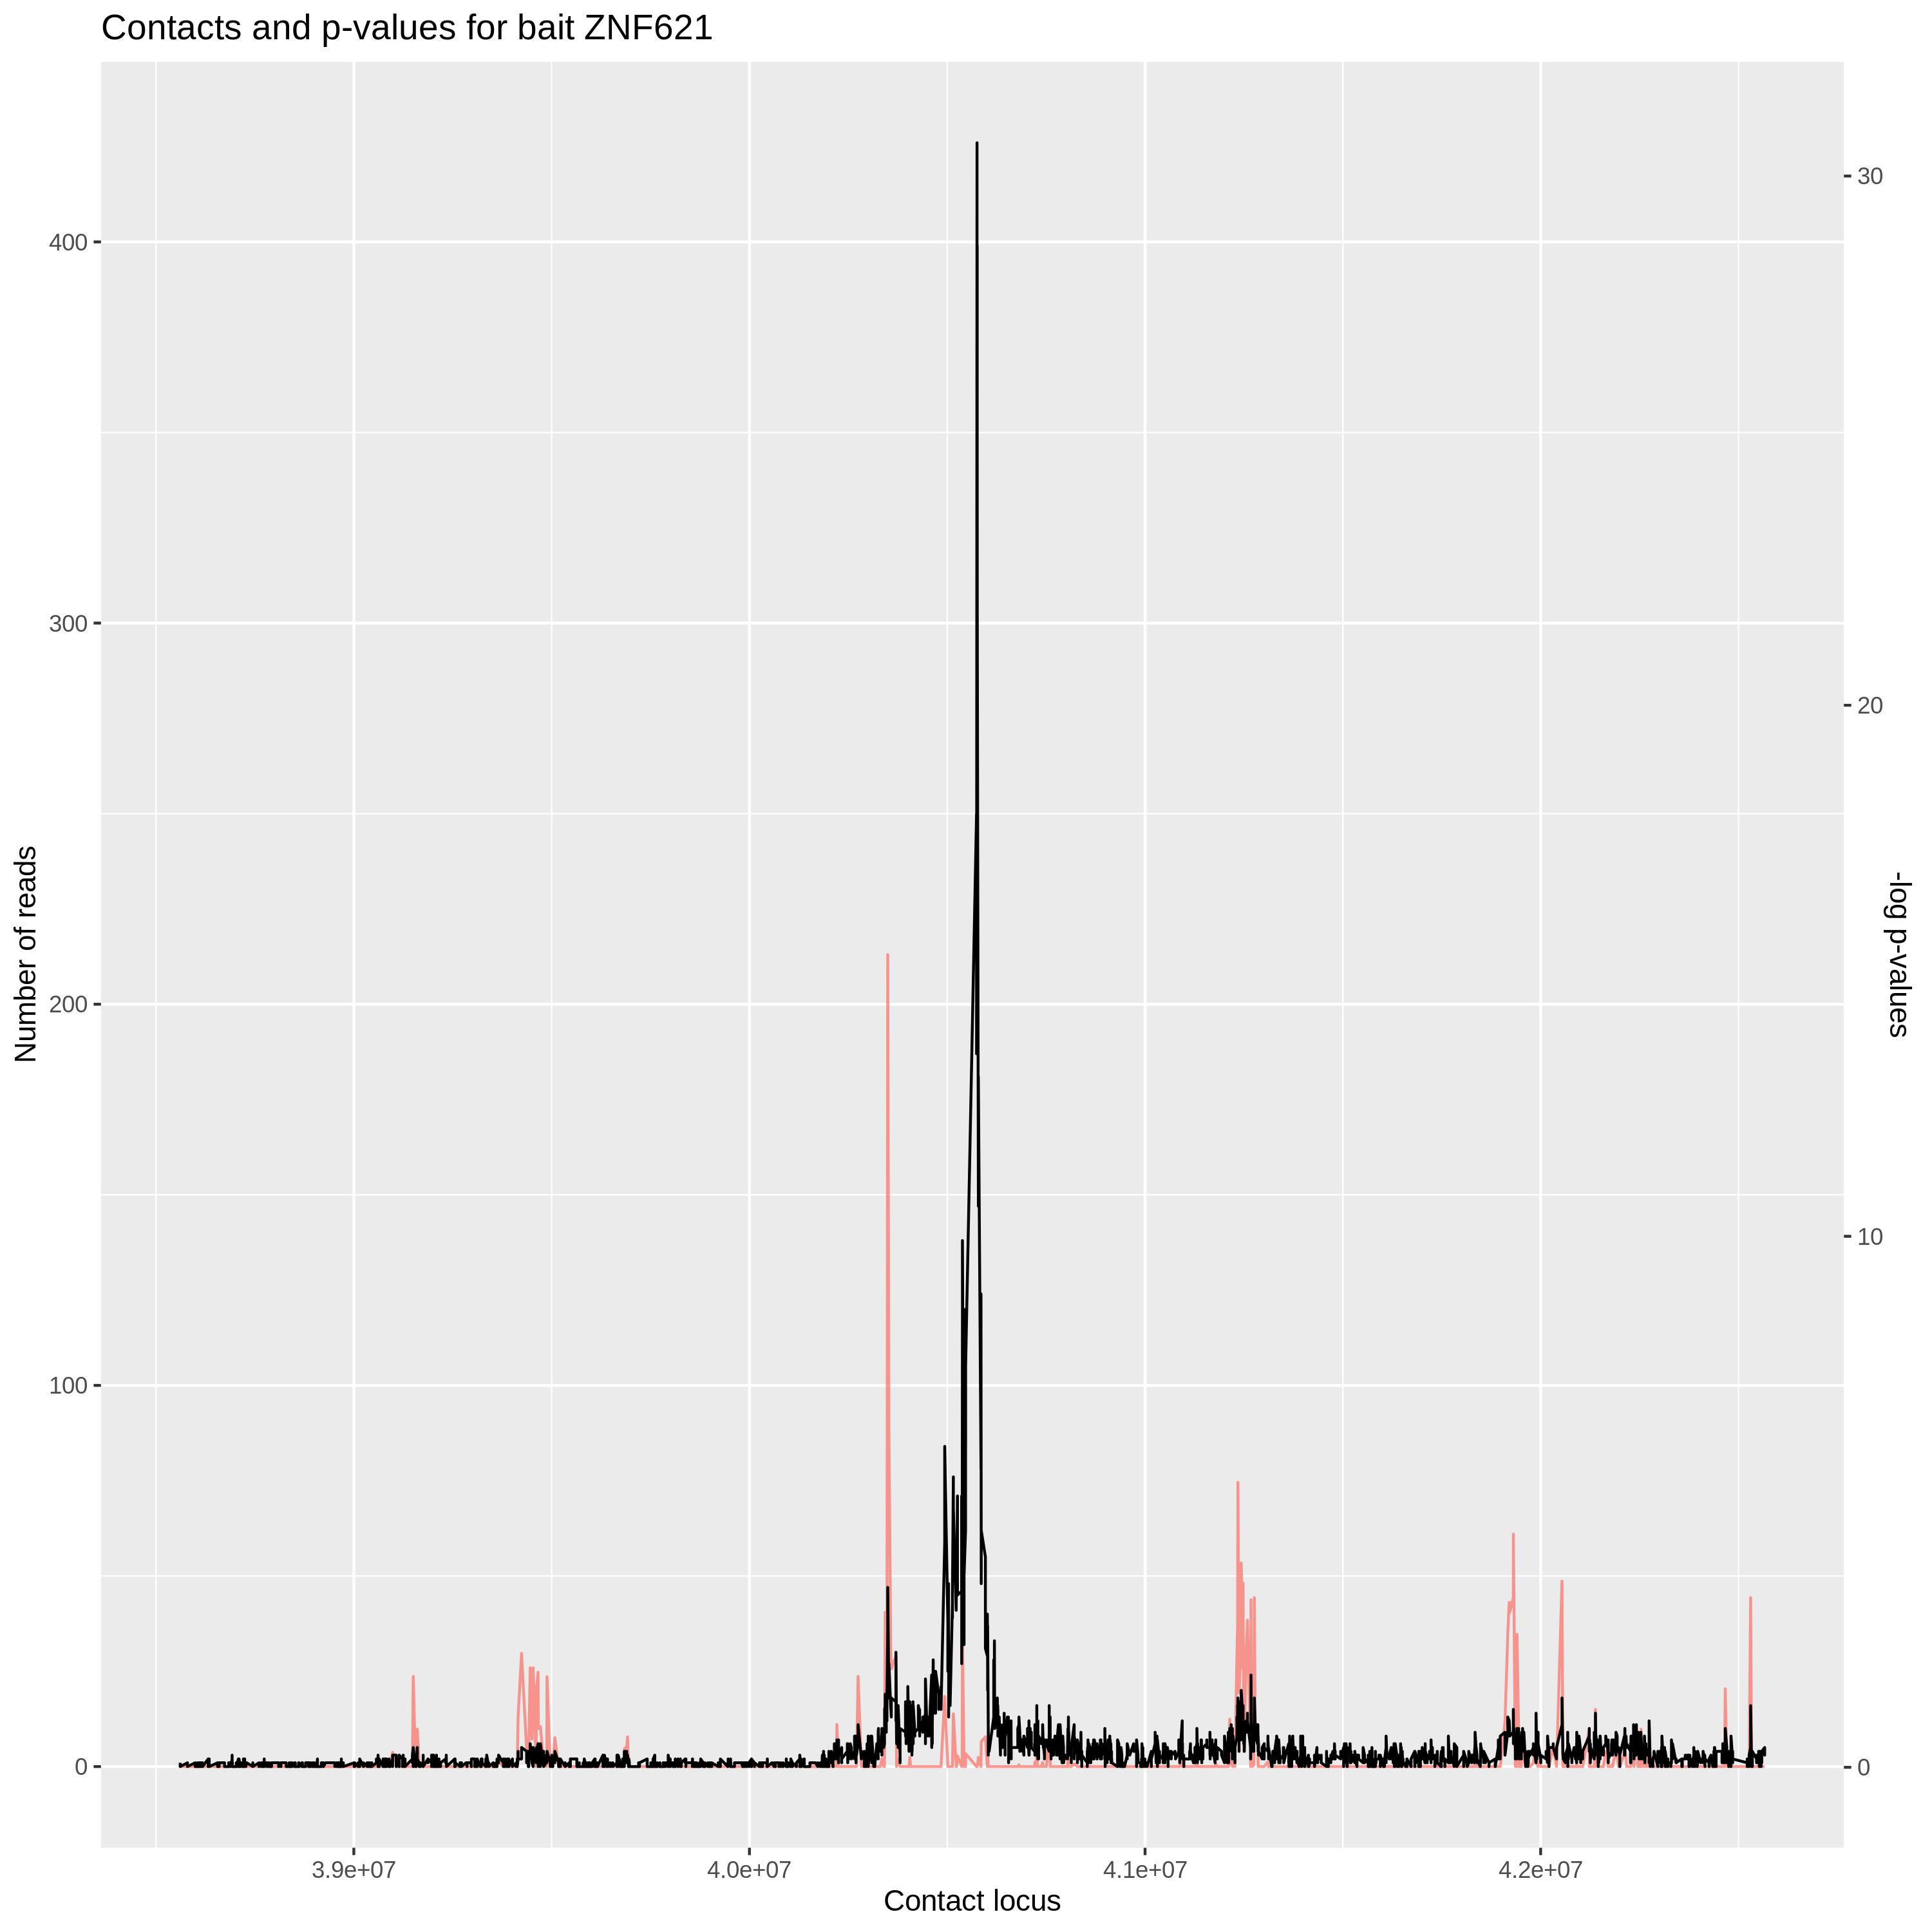 Contacts and p-values for bait ZNF621
Number of reads
400
300
200
100
0
30
20
10
0
-log p-values
3.9e+07
4.0e+07
4.1e+07
4.2e+07
Contact locus